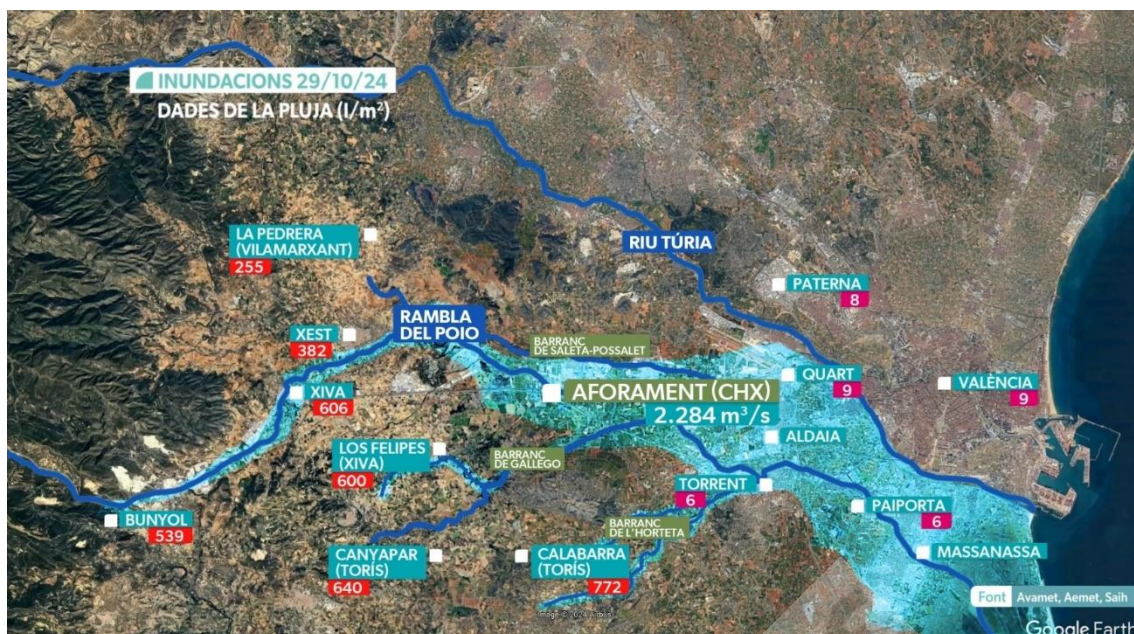 INUNDACIONS 29/10/24
DADES DE LA PLUJA (l/m²)
LA PEDRERA
(VILAMARXANT)
255
RIU TÚRIA
PATERNA
8
XEST
382
RAMBLA
DEL POIO
BARRANC
DE SALETA-POSSALET
QUART
9
VALÈNCIA
9
XIVA
606
AFORAMENT (CHX)
2.284 m³/s
ALDAIA
LOS FELIPES
(XIVA)
600
BARRANC
DE GALLEGO
TORRENT
6
PAIPORTA
6
BUNYOL
539
BARRANC
DE L'HORTETA
CANYAPAR
(TORÍS)
640
CALABARRA
(TORÍS)
772
MASSANASSA
Font Avamet, Aemet, Saih
Google Earth